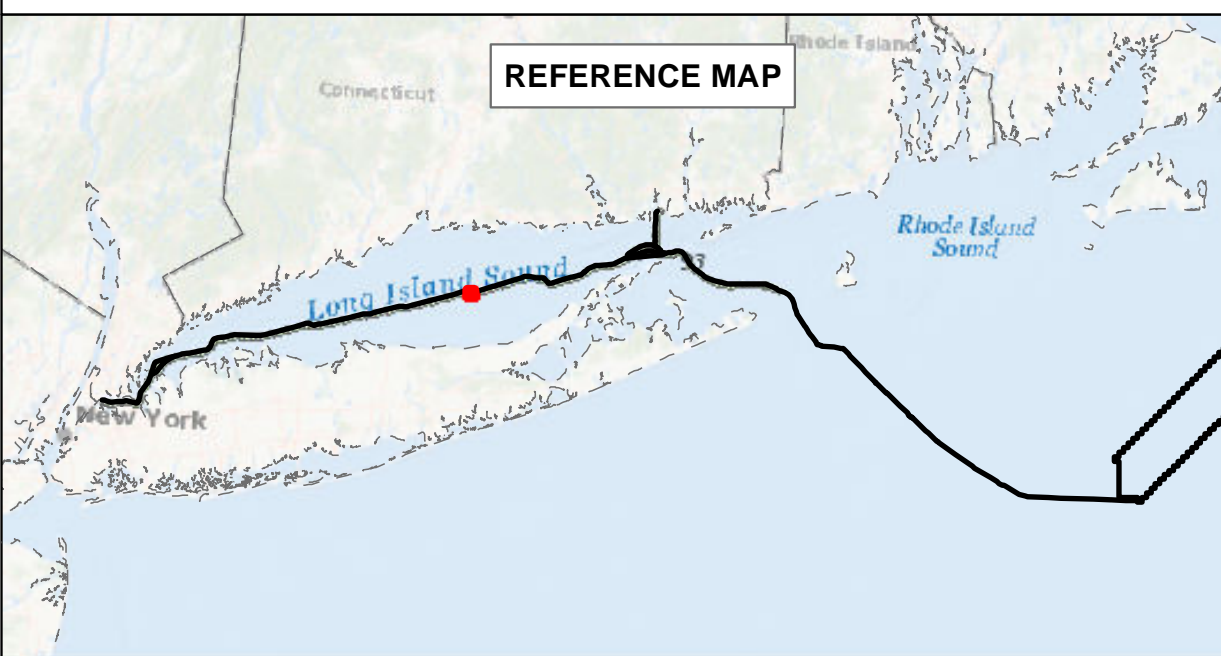 REFERENCE MAP
Rhode Island
Connecticut
Rhode Island
Sound
Long Island Sound
New York